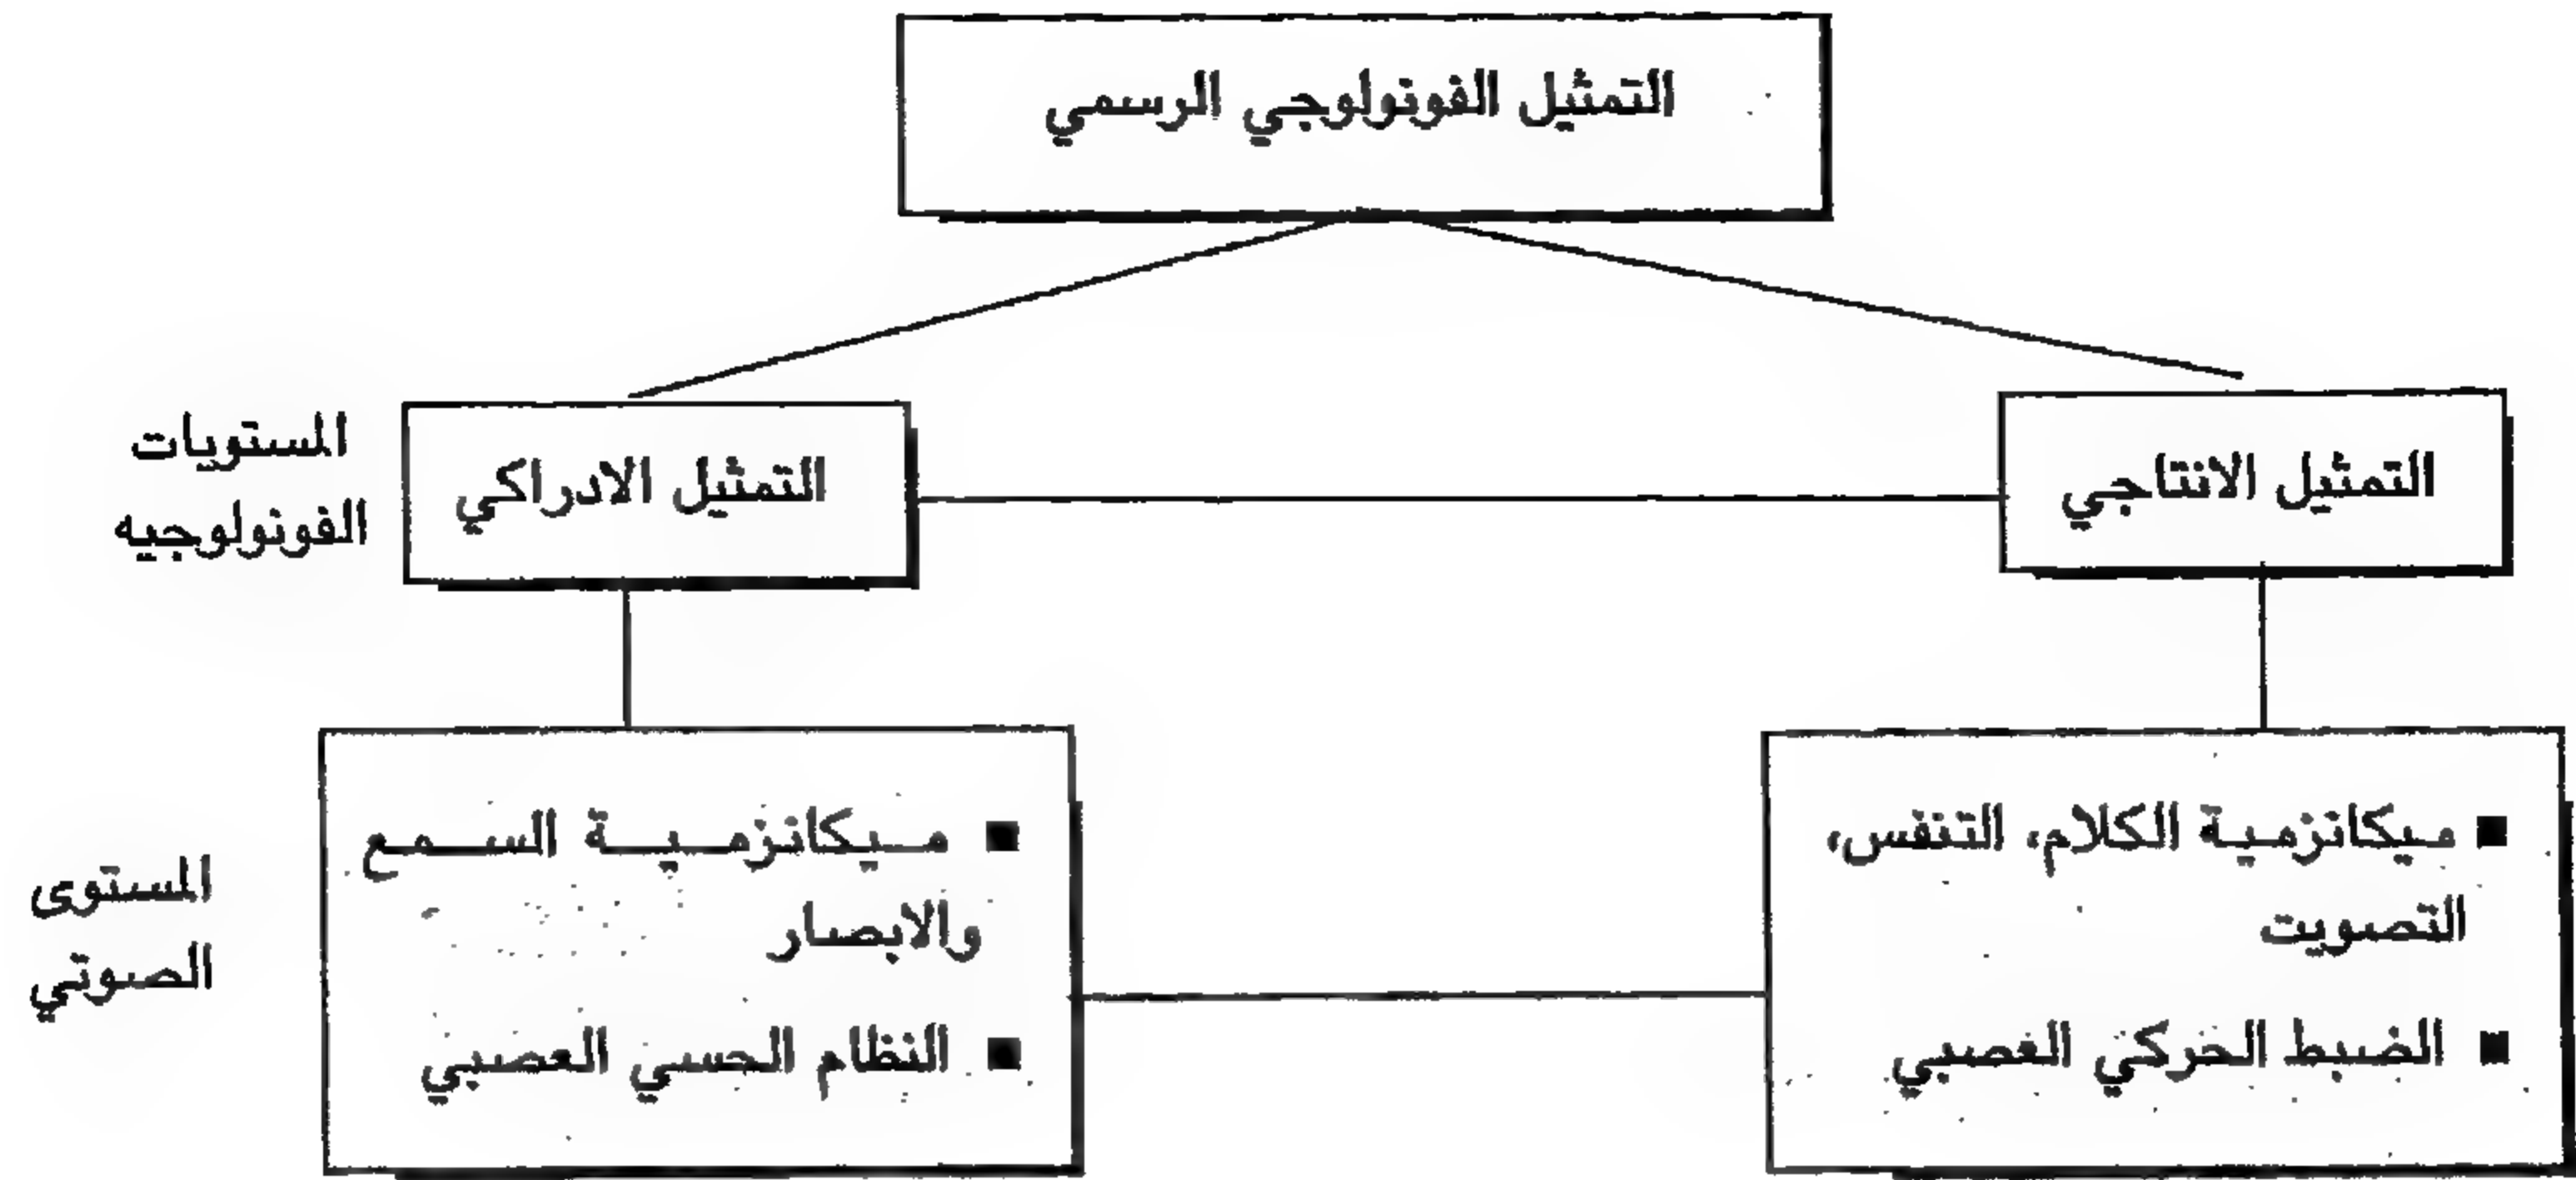 التمثيل الفونولوجي الرسمي
التمثيل الانتاجي
التمثيل الادراكي
المستويات
الفونولوجيه
■ ميكانزمية الكلام، التنفس،
التصويت
■ الضبط الحركي العصبي
■ ميكانزمية السمع
والابصار
■ النظام الحسي العصبي
المستوى
الصوتي